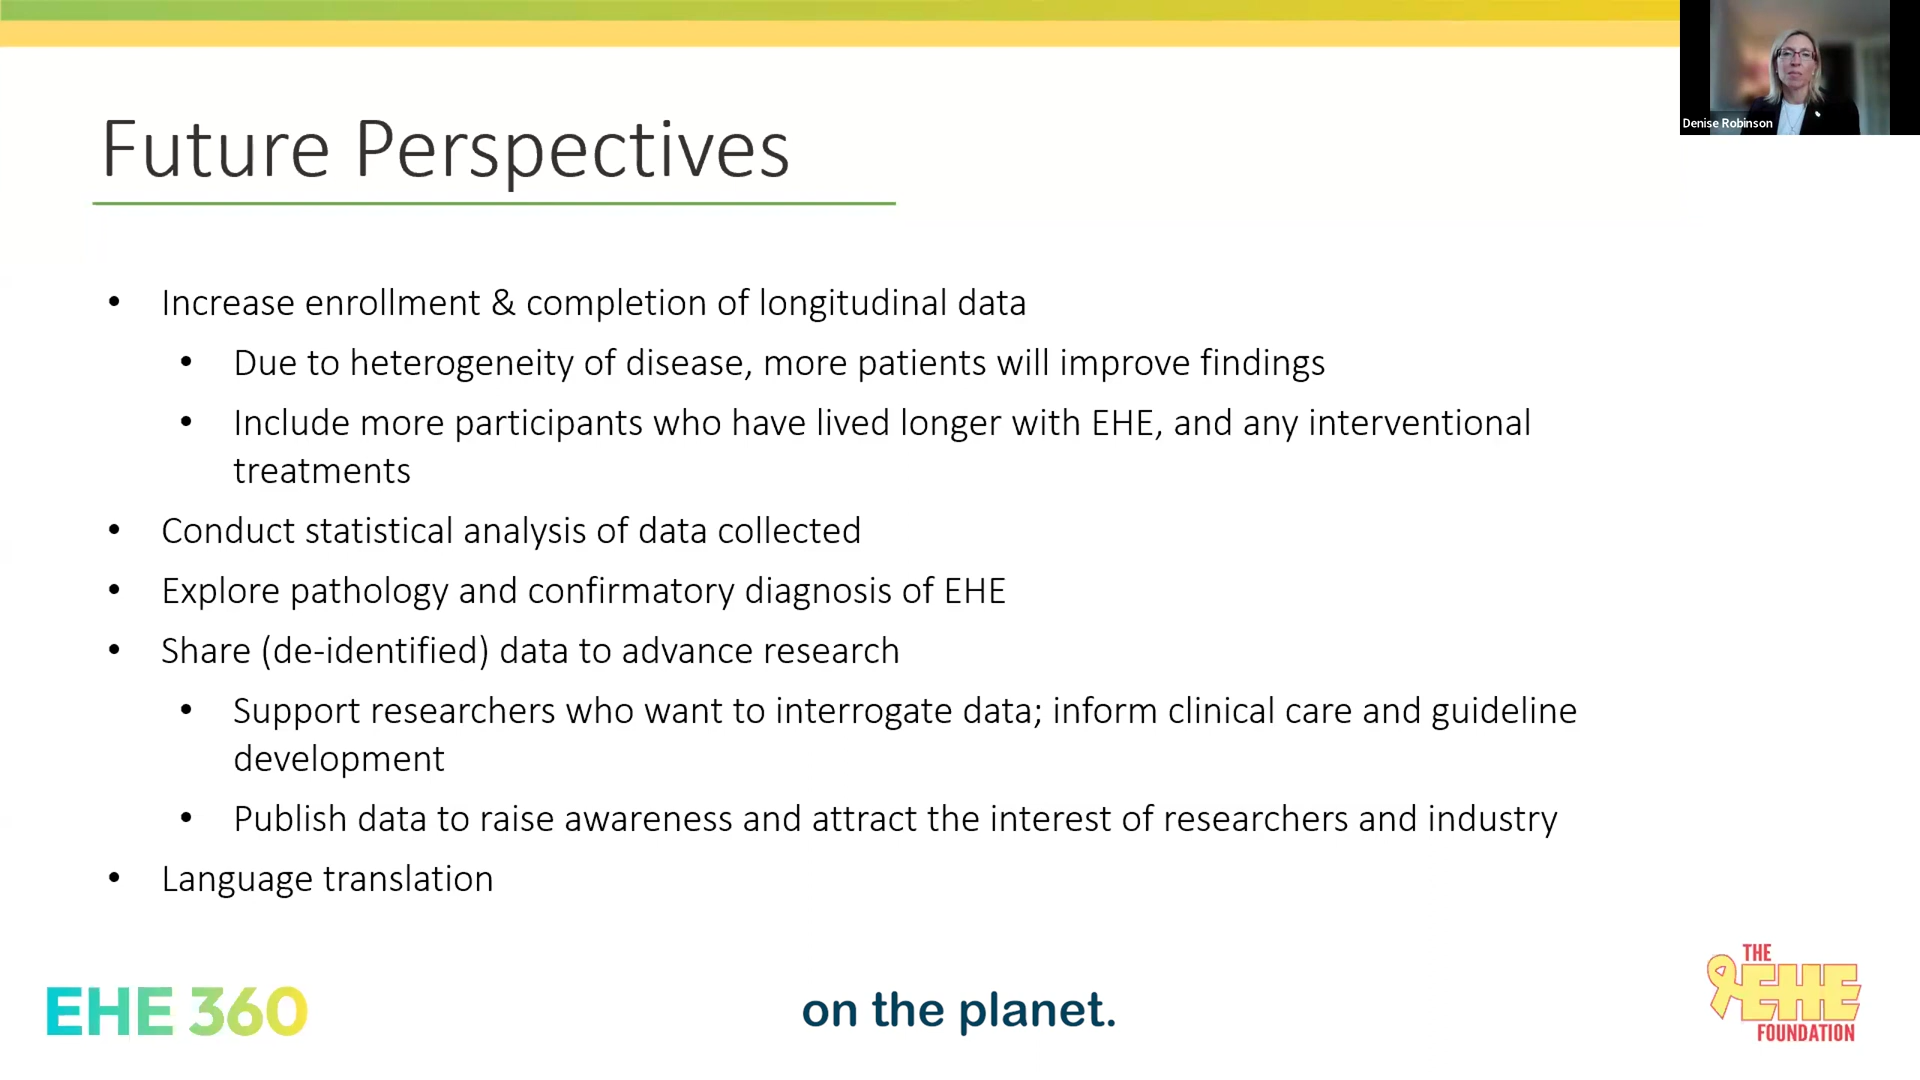 Denise Robinson
Future Perspectives
• Increase enrollment & completion of longitudinal data
• Due to heterogeneity of disease, more patients will improve findings
• Include more participants who have lived longer with EHE, and any interventional
treatments
• Conduct statistical analysis of data collected
• Explore pathology and confirmatory diagnosis of EHE
• Share (de-identified) data to advance research
• Support researchers who want to interrogate data; inform clinical care and guideline
development
• Publish data to raise awareness and attract the interest of researchers and industry
• Language translation
EHE 360
on the planet.
THE
EHE
FOUNDATION